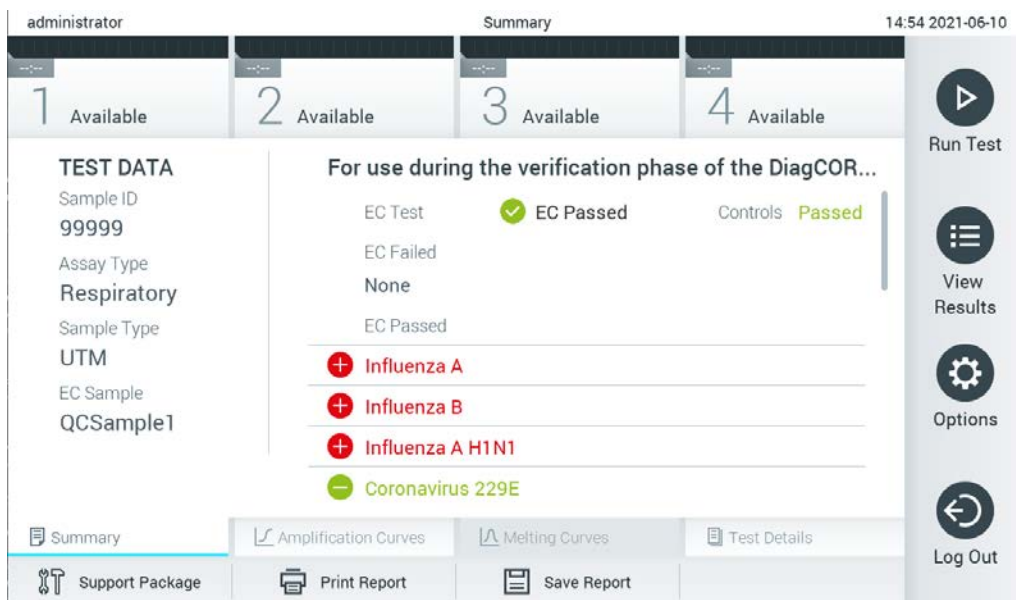 administrator Summary 14:54 2021-06-10
--:-- --:-- --:-- --:--
1 Available 2 Available 3 Available 4 Available
Run Test
TEST DATA
Sample ID
99999
Assay Type
Respiratory
Sample Type
UTM
EC Sample
QCSample1
For use during the verification phase of the DiagCOR...
EC Test EC Passed Controls Passed
EC Failed
None
EC Passed
Influenza A
Influenza B
Influenza A H1N1
Coronavirus 229E
View
Results
Options
Log Out
Summary Amplification Curves Melting Curves Test Details
Support Package Print Report Save Report